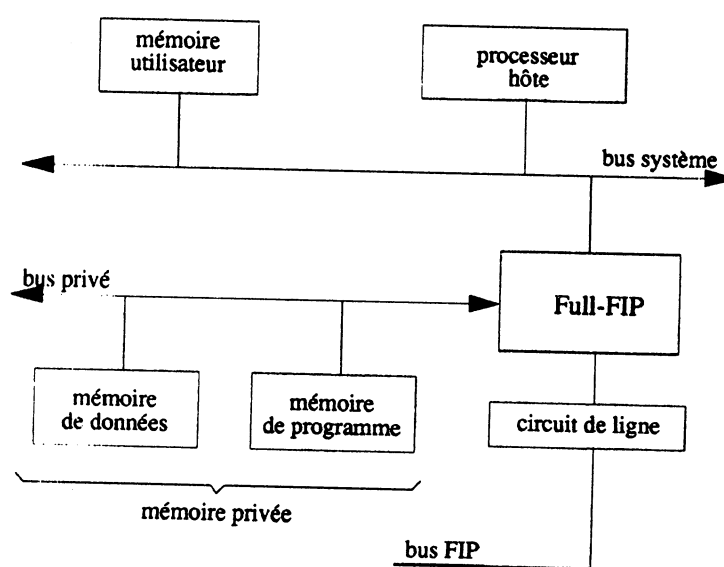 mémoire
utilisateur
processeur
hôte
bus système
bus privé
Full-FIP
mémoire
de données
mémoire
de programme
circuit de ligne
mémoire privée
bus FIP